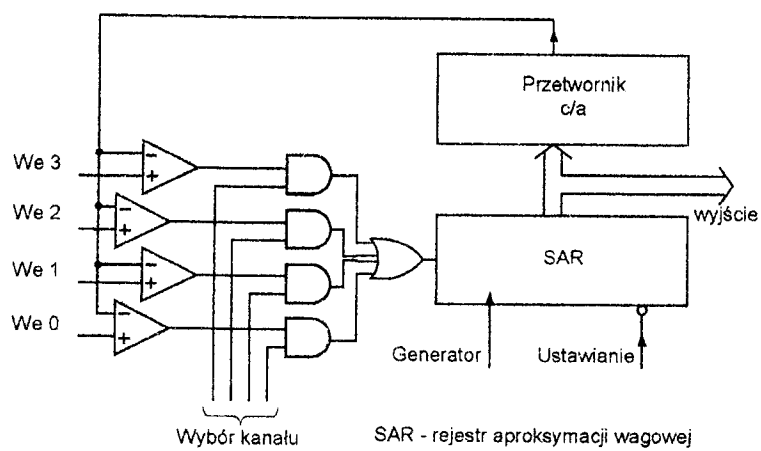 Przetwornik
c/a
We 3
We 2
wyjście
We 1
SAR
We 0
Generator
Ustawianie
Wybór kanału
SAR - rejestr aproksymacji wagowej